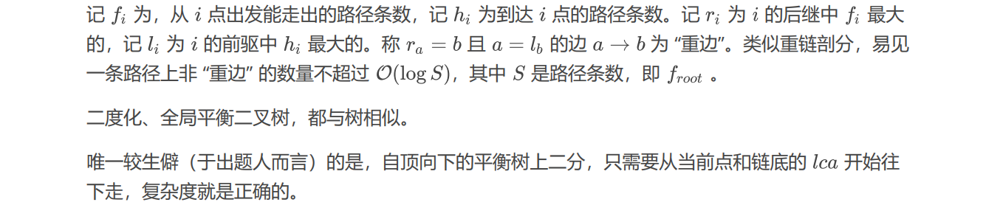 记 f_i 为，从 i 点出发能走出的路径条数，记 h_i 为到达 i 点的路径条数。记 r_i 为 i 的后继中 f_i 最大
的，记 l_i 为 i 的前驱中 h_i 最大的。称 r_a = b 且 a = l_b 的边 a → b 为 “重边”。类似重链剖分，易见
一条路径上非 “重边” 的数量不超过 O(log S)，其中 S 是路径条数，即 f_{root} 。
二度化、全局平衡二叉树，都与树相似。
唯一较生僻（于出题人而言）的是，自顶向下的平衡树上二分，只需要从当前点和链底的 lca 开始往
下走，复杂度就是正确的。